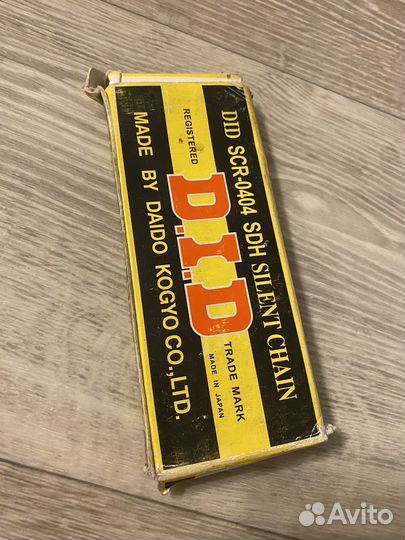 DID SCR-0404 SDH SILENT CHAIN
REGISTERED
D.I.D
TRADE MARK
MADE IN JAPAN
MADE BY DAIDO KOGYO CO.,LTD.
Avito